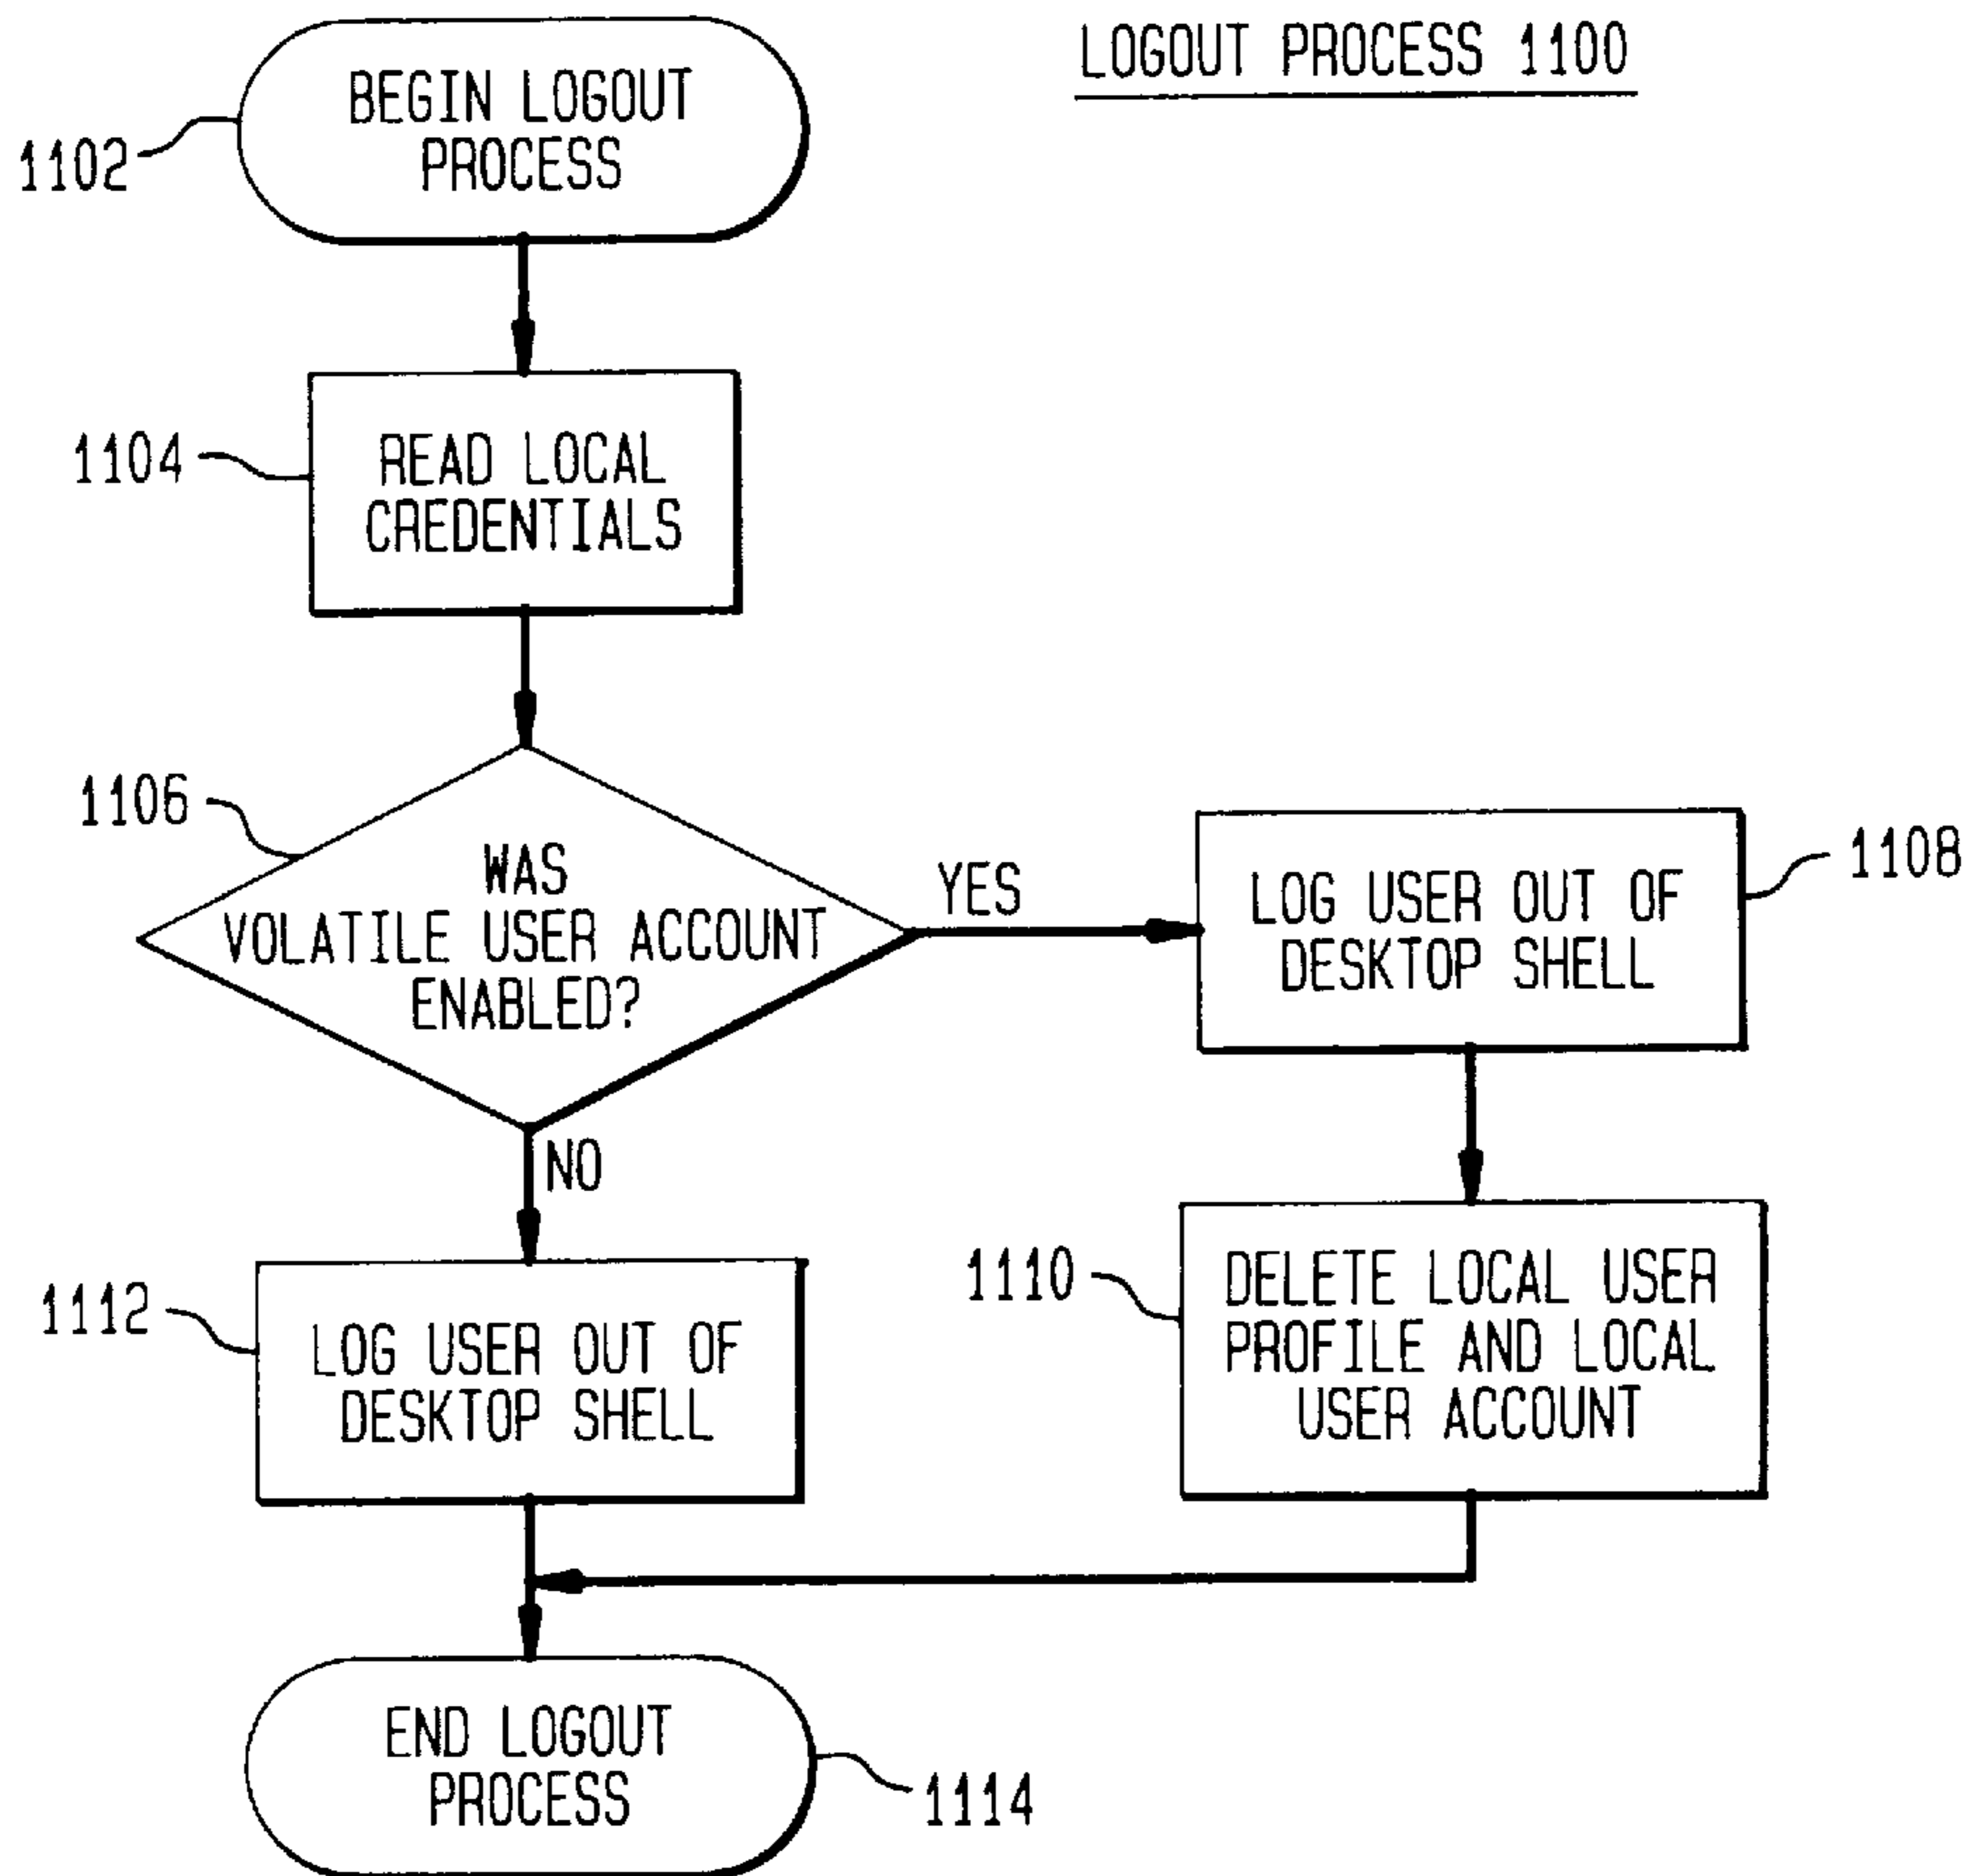 LOGOUT PROCESS 1100
BEGIN LOGOUT
PROCESS
1102
READ LOCAL
CREDENTIALS
1104
1106
WAS
VOLATILE USER ACCOUNT
ENABLED?
YES
LOG USER OUT OF
DESKTOP SHELL
1108
NO
1110
DELETE LOCAL USER
PROFILE AND LOCAL
USER ACCOUNT
1112
LOG USER OUT OF
DESKTOP SHELL
END LOGOUT
PROCESS
1114